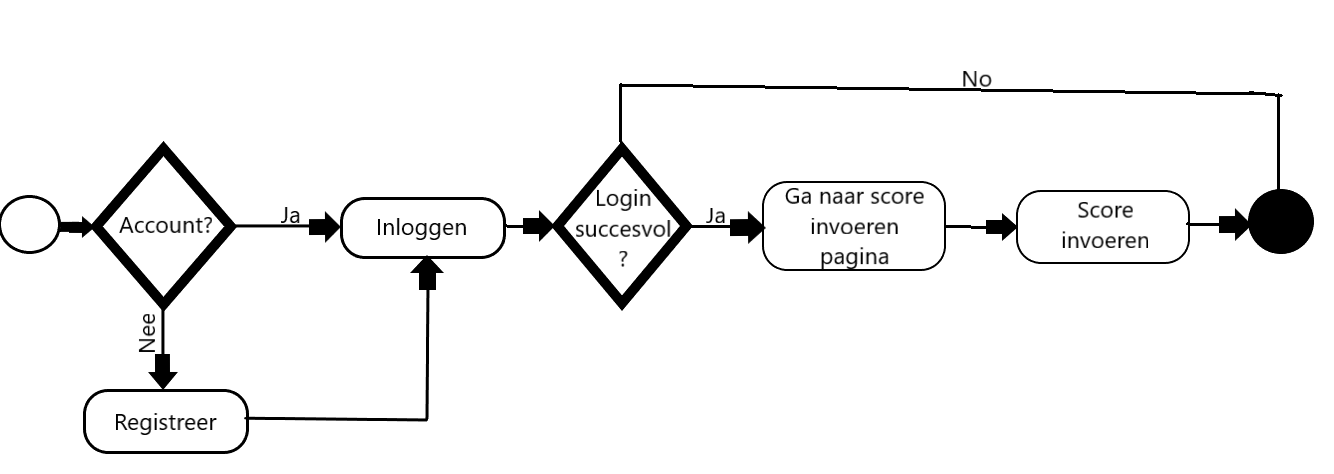 No
Account?
Ja
Inloggen
Login
succesvol
?
Ja
Ga naar score
invoeren
pagina
Score
invoeren
Nee
Registreer